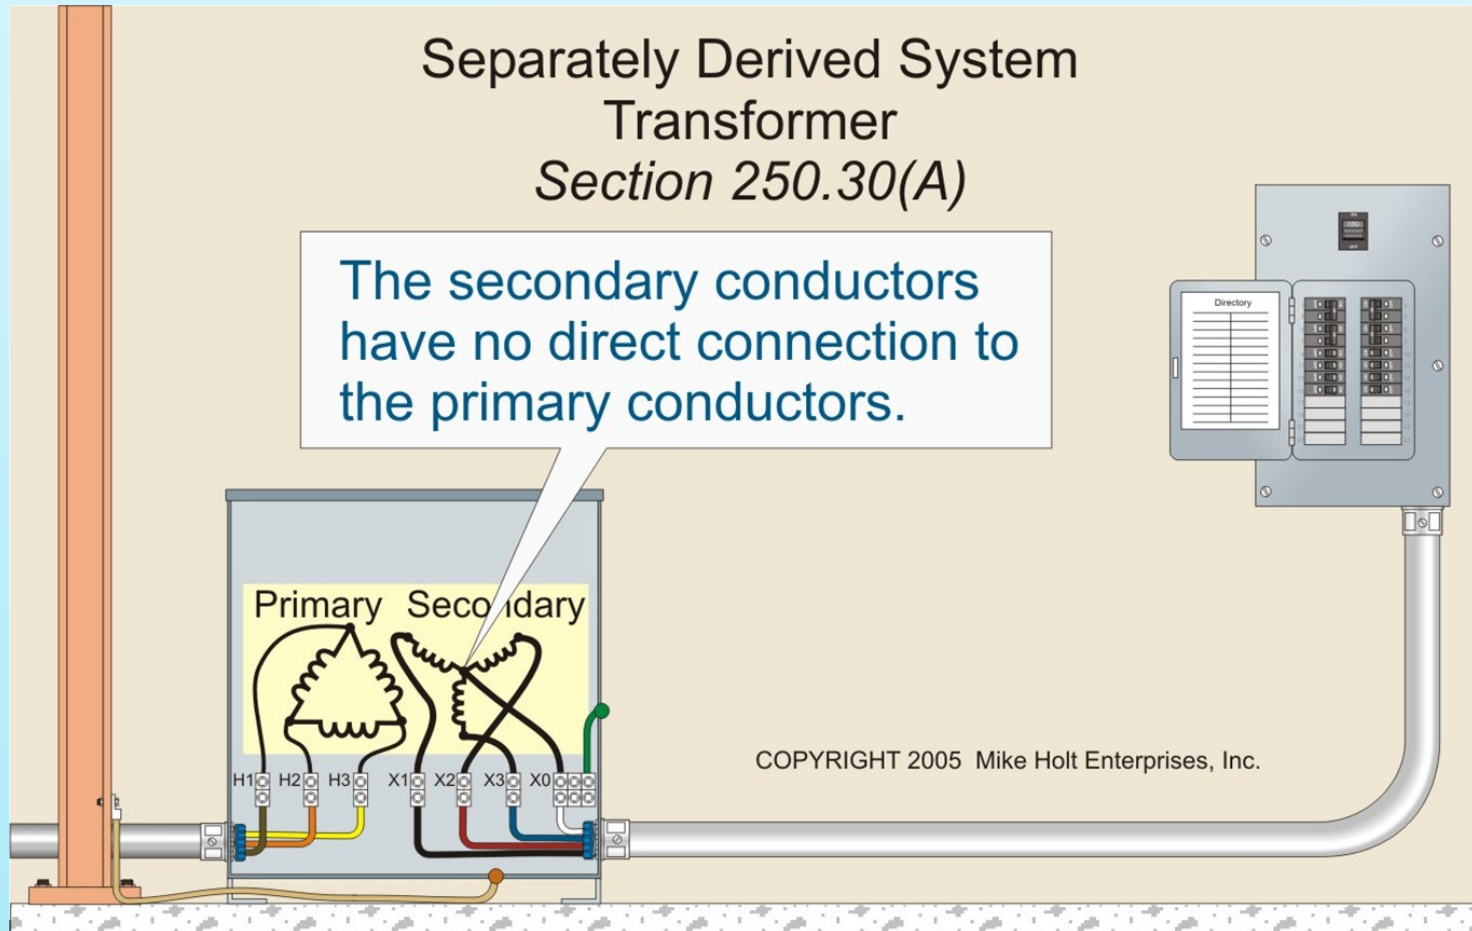 Separately Derived System
Transformer
Section 250.30(A)
The secondary conductors
have no direct connection to
the primary conductors.
Directory
Primary Secondary
COPYRIGHT 2005 Mike Holt Enterprises, Inc.
H1 H2 H3 X1 X2 X3 X0